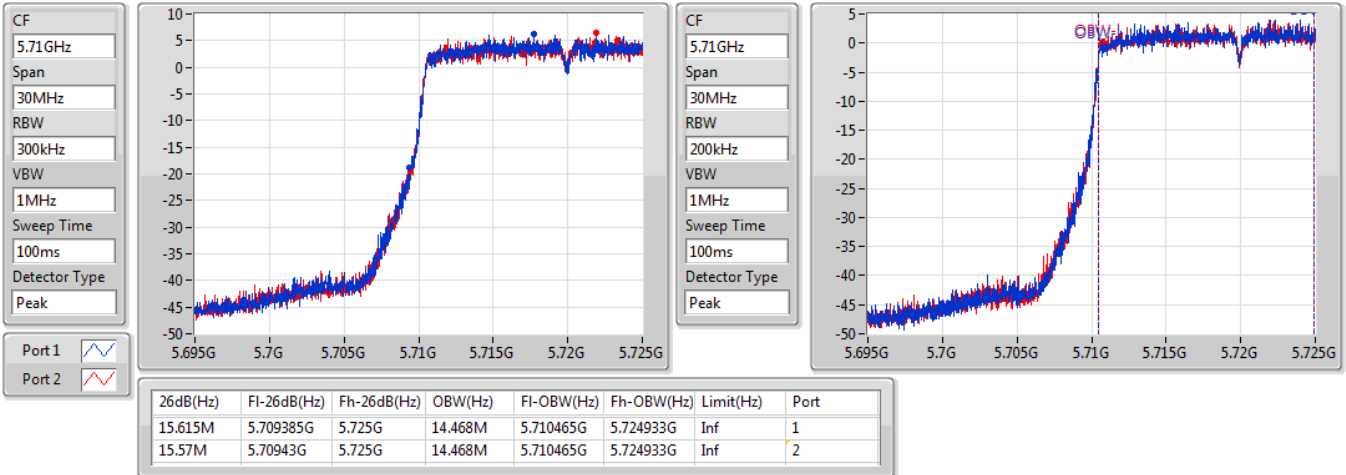 CF
5.71GHz
Span
30MHz
RBW
300kHz
VBW
1MHz
Sweep Time
100ms
Detector Type
Peak
Port 1
Port 2
10
5
0
-5
-10
-15
-20
-25
-30
-35
-40
-45
-50
5.695G 5.7G 5.705G 5.71G 5.715G 5.72G 5.725G
CF
5.71GHz
Span
30MHz
RBW
200kHz
VBW
1MHz
Sweep Time
100ms
Detector Type
Peak
5
0
-5
-10
-15
-20
-25
-30
-35
-40
-45
-50
OBW
5.695G 5.7G 5.705G 5.71G 5.715G 5.72G 5.725G
26dB(Hz) Fl-26dB(Hz) Fh-26dB(Hz) OBW(Hz) Fl-OBW(Hz) Fh-OBW(Hz) Limit(Hz) Port
15.615M 5.709385G 5.725G 14.468M 5.710465G 5.724933G Inf 1
15.57M 5.70943G 5.725G 14.468M 5.710465G 5.724933G Inf 2